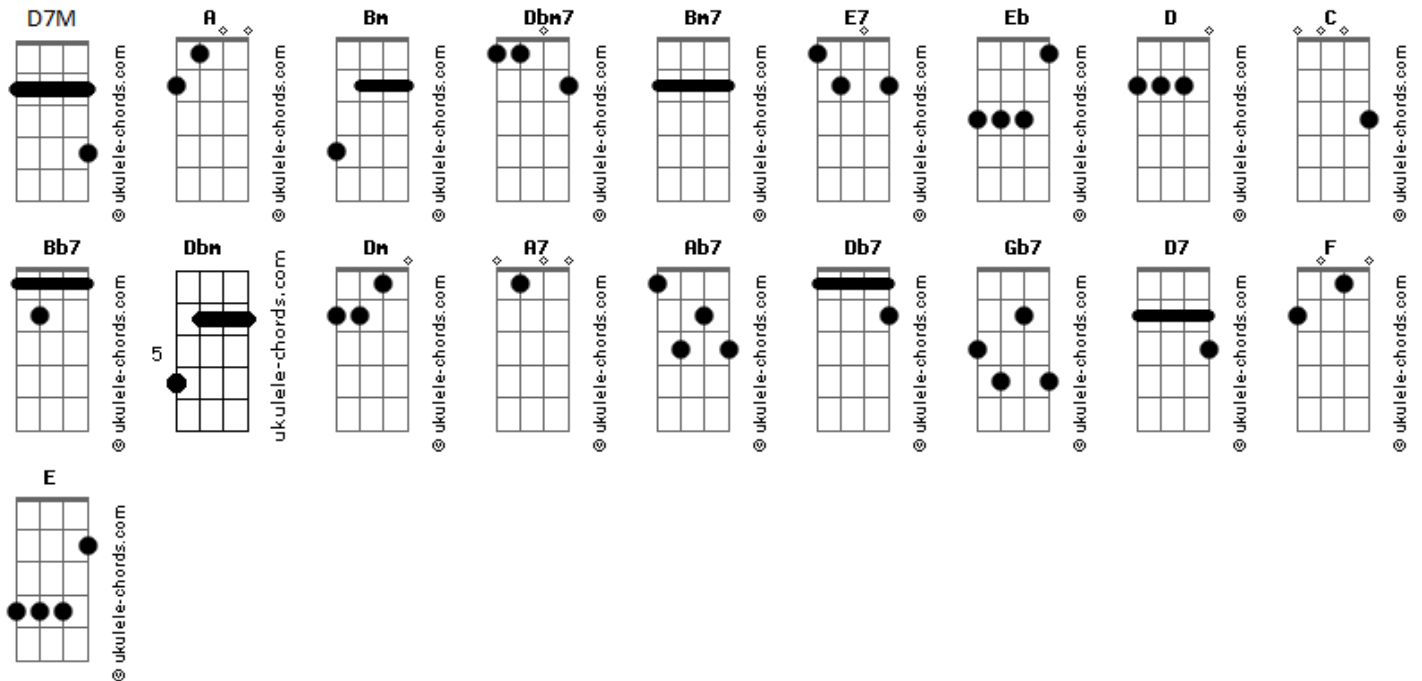 D7M A Bm Dbm7 Bm7 E7 Eb D C
© ukulele-chords.com © ukulele-chords.com © ukulele-chords.com © ukulele-chords.com © ukulele-chords.com © ukulele-chords.com © ukulele-chords.com © ukulele-chords.com © ukulele-chords.com
Bb7 Dbm Dm A7 Ab7 Db7 Gb7 D7 F
© ukulele-chords.com ukulele-chords.com © ukulele-chords.com © ukulele-chords.com © ukulele-chords.com © ukulele-chords.com © ukulele-chords.com © ukulele-chords.com © ukulele-chords.com
5
E
© ukulele-chords.com